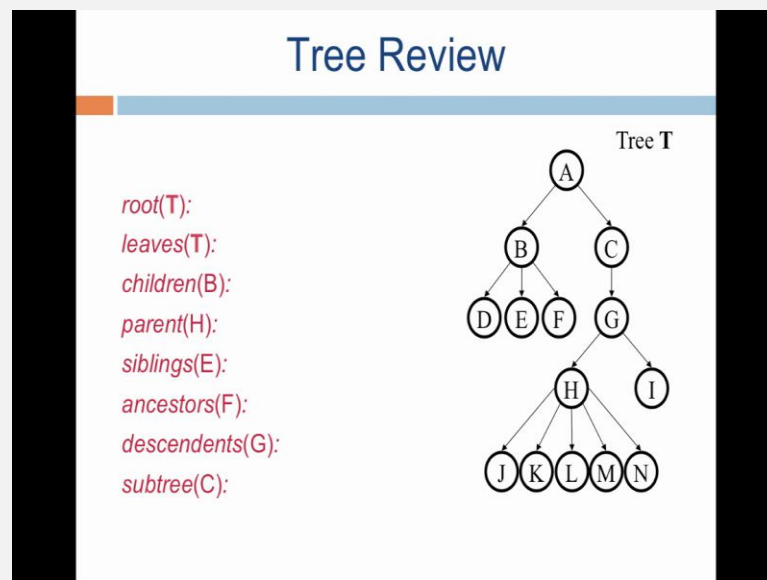 Tree Review
Tree T
root(T):
leaves(T):
children(B):
parent(H):
siblings(E):
ancestors(F):
descendents(G):
subtree(C):
A
B C
D E F G
H I
J K L M N